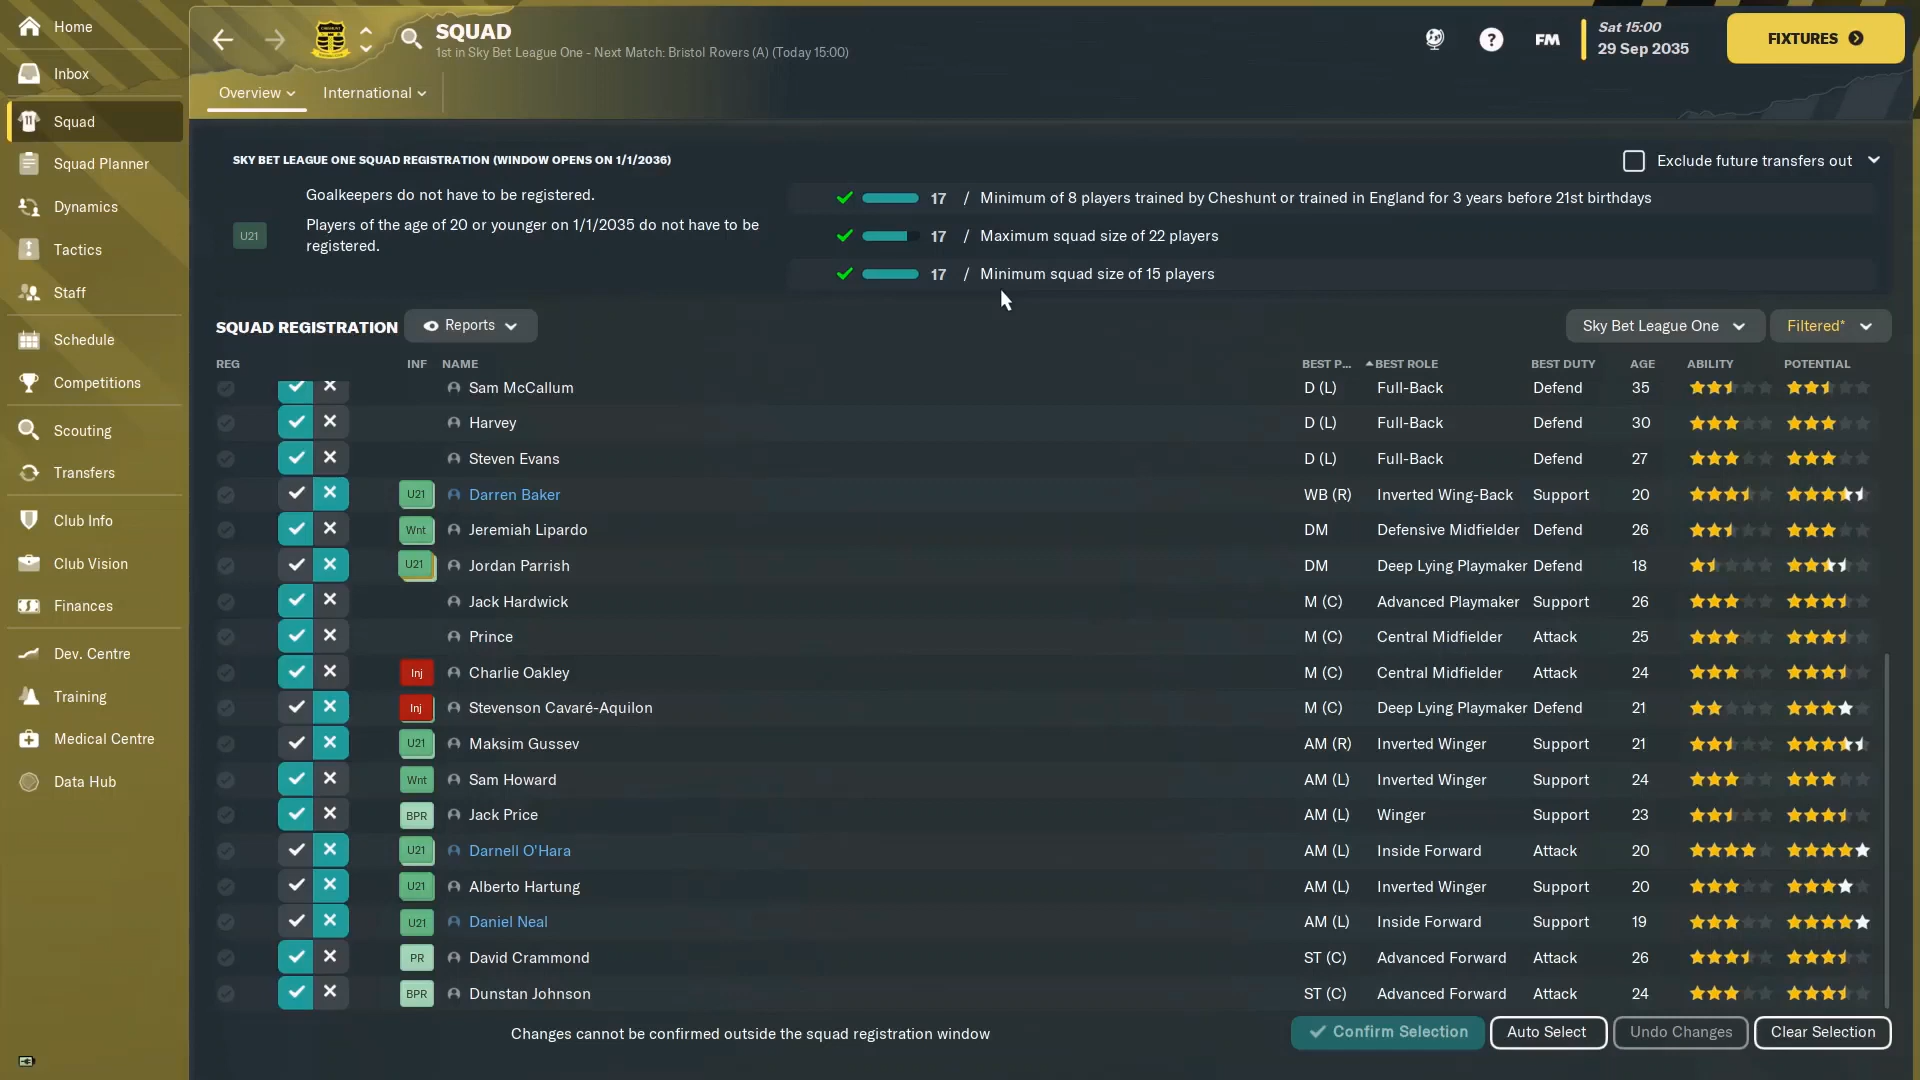 Home
Inbox
Squad
Squad Planner
Dynamics
Tactics
Staff
Schedule
Competitions
Scouting
Transfers
Club Info
Club Vision
Finances
Dev. Centre
Training
Medical Centre
Data Hub
SQUAD
1st in Sky Bet League One - Next Match: Bristol Rovers (A) (Today 15:00)
FM
Sat 15:00
29 Sep 2035
FIXTURES
Overview
International
SKY BET LEAGUE ONE SQUAD REGISTRATION (WINDOW OPENS ON 1/1/2036)
Exclude future transfers out
Goalkeepers do not have to be registered.
U21 Players of the age of 20 or younger on 1/1/2035 do not have to be
registered.
17 / Minimum of 8 players trained by Cheshunt or trained in England for 3 years before 21st birthdays
17 / Maximum squad size of 22 players
17 / Minimum squad size of 15 players
SQUAD REGISTRATION Reports Sky Bet League One Filtered*
REG INF NAME BEST P... BEST ROLE BEST DUTY AGE ABILITY POTENTIAL
Sam McCallum D (L) Full-Back Defend 35
Harvey D (L) Full-Back Defend 30
Steven Evans D (L) Full-Back Defend 27
U21 Darren Baker WB (R) Inverted Wing-Back Support 20
Wnt Jeremiah Lipardo DM Defensive Midfielder Defend 26
U21 Jordan Parrish DM Deep Lying Playmaker Defend 18
Jack Hardwick M (C) Advanced Playmaker Support 26
Prince M (C) Central Midfielder Attack 25
Inj Charlie Oakley M (C) Central Midfielder Attack 24
Inj Stevenson Cavaré-Aquilon M (C) Deep Lying Playmaker Defend 21
U21 Maksim Gussev AM (R) Inverted Winger Support 21
Wnt Sam Howard AM (L) Inverted Winger Support 24
BPR Jack Price AM (L) Winger Support 23
U21 Darnell O'Hara AM (L) Inside Forward Attack 20
U21 Alberto Hartung AM (L) Inverted Winger Support 20
U21 Daniel Neal AM (L) Inside Forward Support 19
PR David Crammond ST (C) Advanced Forward Attack 26
BPR Dunstan Johnson ST (C) Advanced Forward Attack 24
Changes cannot be confirmed outside the squad registration window
Confirm Selection
Auto Select
Undo Changes
Clear Selection